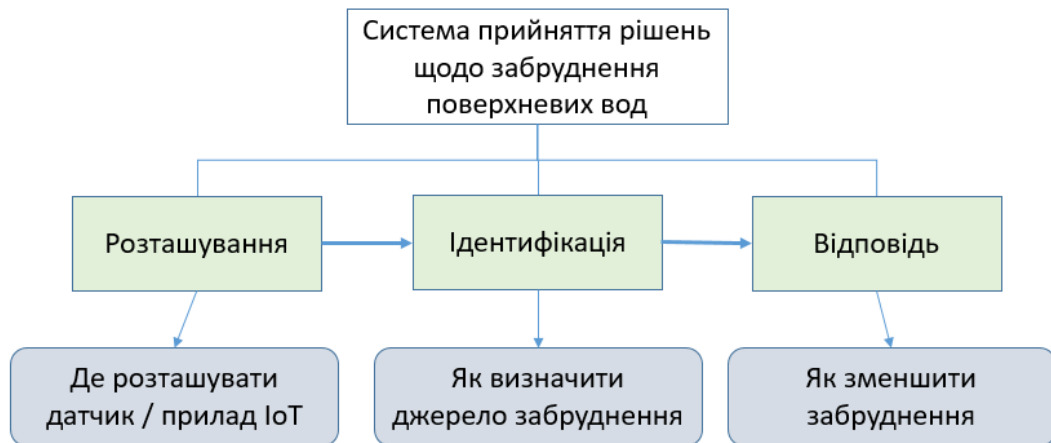 Система прийняття рішень
щодо забруднення
поверхневих вод
Розташування
Ідентифікація
Відповідь
Де розташувати
датчик / прилад ІоТ
Як визначити
джерело забруднення
Як зменшити
забруднення